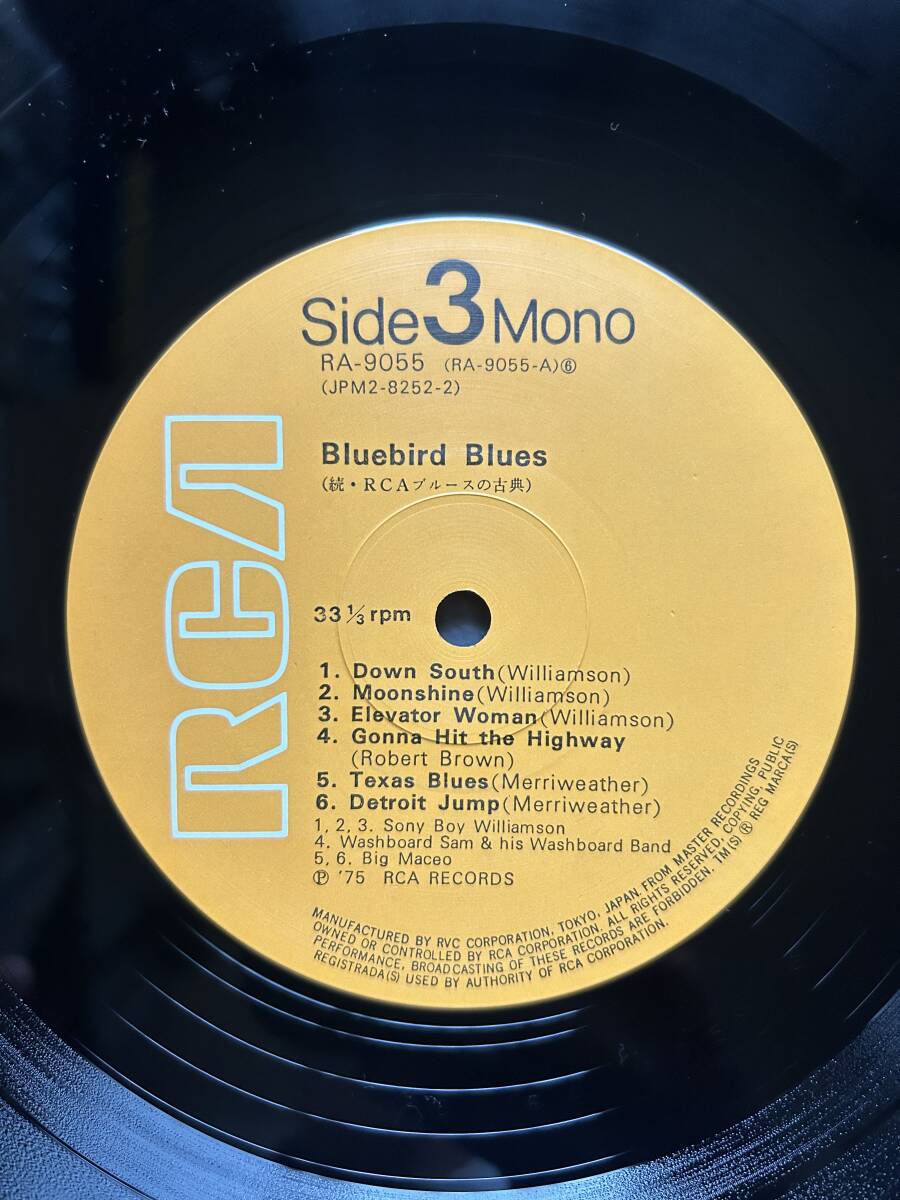 Side 3 Mono
RA-9055 (RA-9055-A)⑥
(JPM2-8252-2)
RCA
Bluebird Blues
(続・RCAブルースの古典)
33 1/3 rpm
1. Down South(Williamson)
2. Moonshine(Williamson)
3. Elevator Woman(Williamson)
4. Gonna Hit the Highway
(Robert Brown)
5. Texas Blues(Merriweather)
6. Detroit Jump(Merriweather)
1, 2, 3. Sony Boy Williamson
4. Washboard Sam & his Washboard Band
5, 6. Big Maceo
Ⓟ '75 RCA RECORDS
MANUFACTURED BY RVC CORPORATION, TOKYO, JAPAN. FROM MASTER RECORDINGS
OWNED OR CONTROLLED BY RCA CORPORATION. ALL RIGHTS RESERVED. COPYING, PUBLIC
PERFORMANCE, BROADCASTING OF THESE RECORDS ARE FORBIDDEN. TM(S) ® REG MARCA(S)
REGISTRADA(S) USED BY AUTHORITY OF RCA CORPORATION.